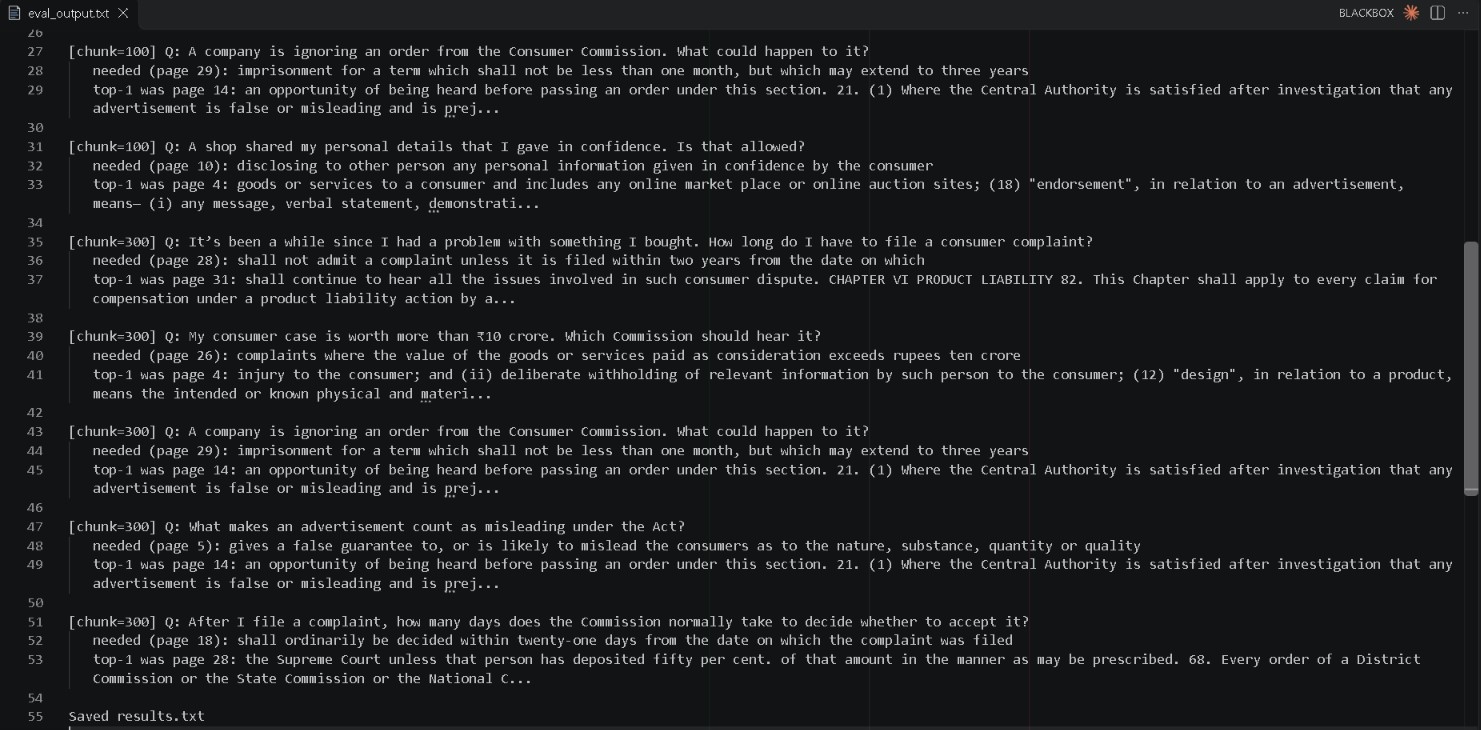 eval_output.txt
BLACKBOX
26
27 [chunk=100] Q: A company is ignoring an order from the Consumer Commission. What could happen to it?
28 needed (page 29): imprisonment for a term which shall not be less than one month, but which may extend to three years
29 top-1 was page 14: an opportunity of being heard before passing an order under this section. 21. (1) Where the Central Authority is satisfied after investigation that any
advertisement is false or misleading and is prej...
30
31 [chunk=100] Q: A shop shared my personal details that I gave in confidence. Is that allowed?
32 needed (page 10): disclosing to other person any personal information given in confidence by the consumer
33 top-1 was page 4: goods or services to a consumer and includes any online market place or online auction sites; (18) "endorsement", in relation to an advertisement,
means— (i) any message, verbal statement, demonstrati...
34
35 [chunk=300] Q: It’s been a while since I had a problem with something I bought. How long do I have to file a consumer complaint?
36 needed (page 28): shall not admit a complaint unless it is filed within two years from the date on which
37 top-1 was page 31: shall continue to hear all the issues involved in such consumer dispute. CHAPTER VI PRODUCT LIABILITY 82. This Chapter shall apply to every claim for
compensation under a product liability action by a...
38
39 [chunk=300] Q: My consumer case is worth more than ₹10 crore. Which Commission should hear it?
40 needed (page 26): complaints where the value of the goods or services paid as consideration exceeds rupees ten crore
41 top-1 was page 4: injury to the consumer; and (ii) deliberate withholding of relevant information by such person to the consumer; (12) "design", in relation to a product,
means the intended or known physical and materi...
42
43 [chunk=300] Q: A company is ignoring an order from the Consumer Commission. What could happen to it?
44 needed (page 29): imprisonment for a term which shall not be less than one month, but which may extend to three years
45 top-1 was page 14: an opportunity of being heard before passing an order under this section. 21. (1) Where the Central Authority is satisfied after investigation that any
advertisement is false or misleading and is prej...
46
47 [chunk=300] Q: What makes an advertisement count as misleading under the Act?
48 needed (page 5): gives a false guarantee to, or is likely to mislead the consumers as to the nature, substance, quantity or quality
49 top-1 was page 14: an opportunity of being heard before passing an order under this section. 21. (1) Where the Central Authority is satisfied after investigation that any
advertisement is false or misleading and is prej...
50
51 [chunk=300] Q: After I file a complaint, how many days does the Commission normally take to decide whether to accept it?
52 needed (page 18): shall ordinarily be decided within twenty-one days from the date on which the complaint was filed
53 top-1 was page 28: the Supreme Court unless that person has deposited fifty per cent. of that amount in the manner as may be prescribed. 68. Every order of a District
Commission or the State Commission or the National C...
54
55 Saved results.txt